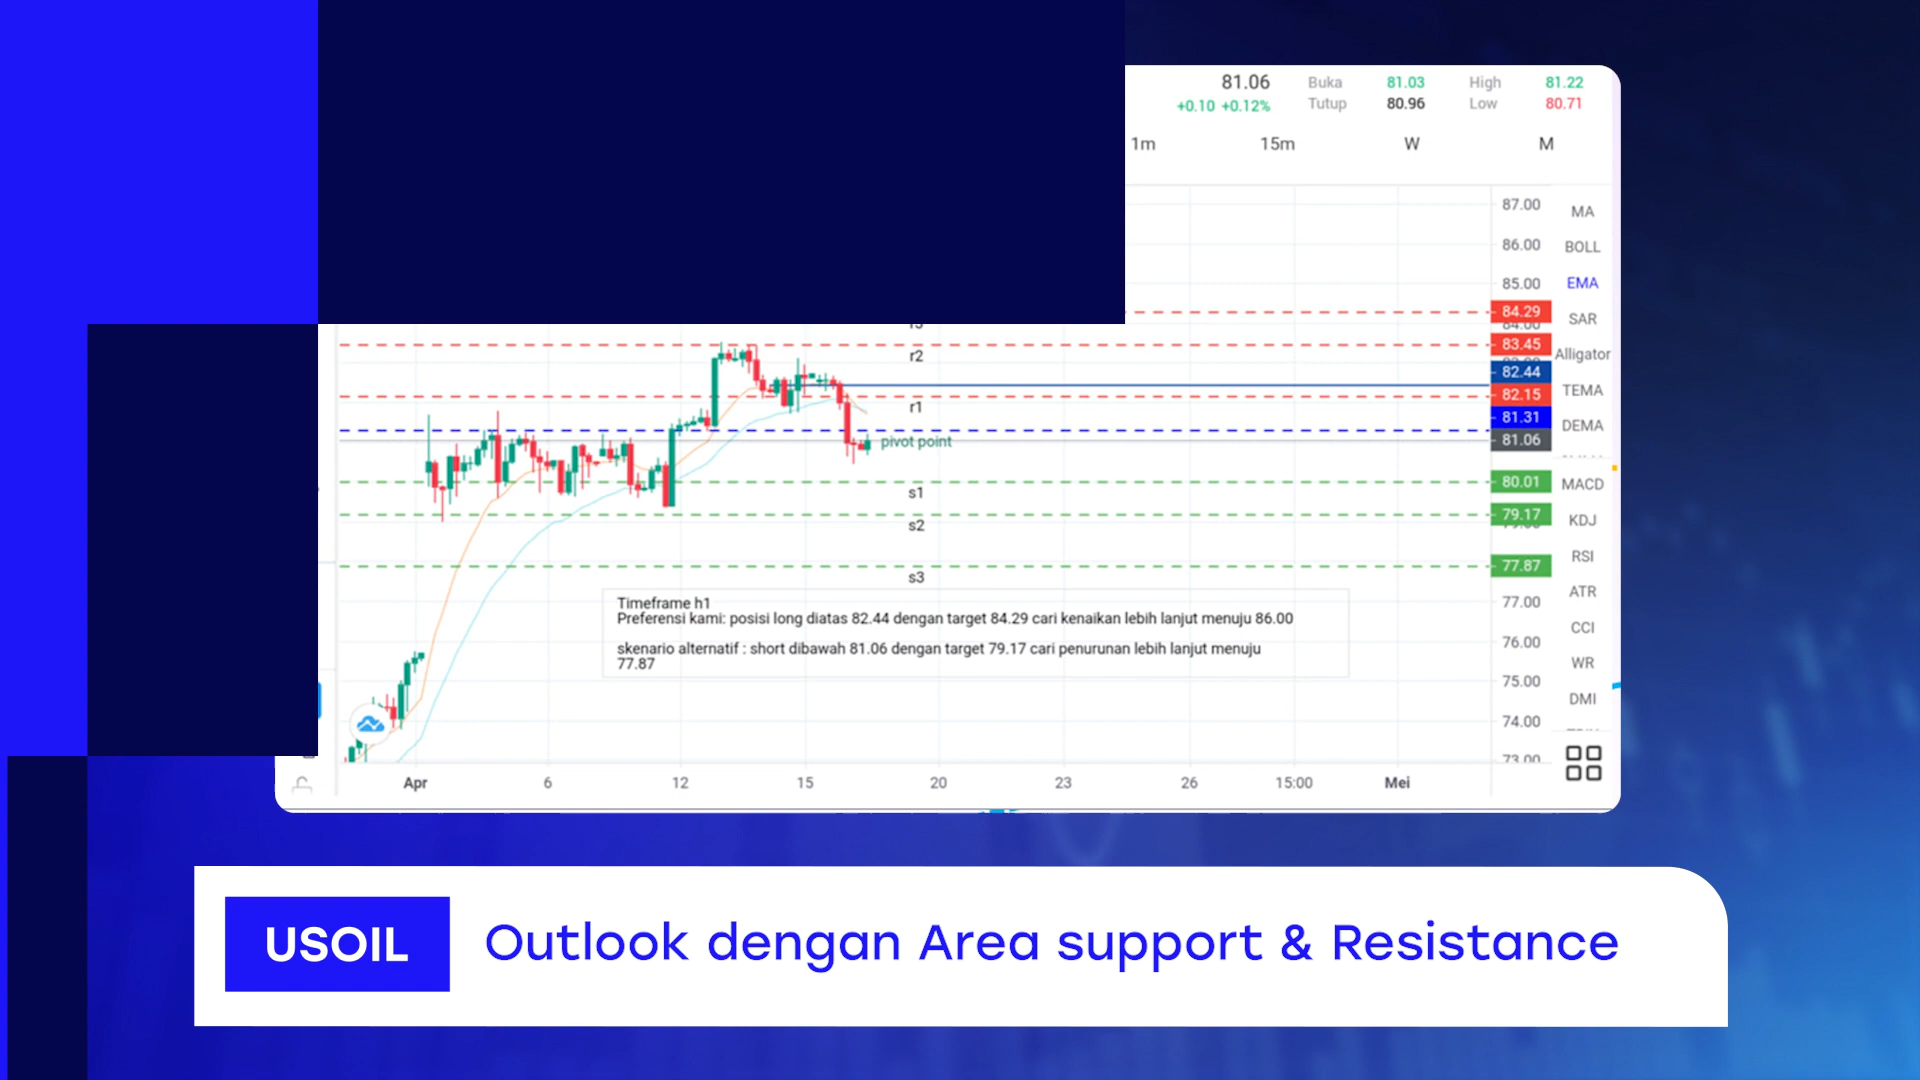 81.06 Buka 81.03 High 81.22
+0.10 +0.12% Tutup 80.96 Low 80.71
1m 15m W M
87.00
MA
86.00
BOLL
85.00
EMA
84.29
SAR
84.00
r3
83.45
r2
Alligator
82.44
TEMA
82.15
r1
81.31
DEMA
81.06
pivot point
80.01
MACD
s1
79.17
KDJ
s2
RSI
77.87
s3
ATR
77.00
Timeframe h1
Preferensi kami: posisi long diatas 82.44 dengan target 84.29 cari kenaikan lebih lanjut menuju 86.00
CCI
76.00
skenario alternatif : short dibawah 81.06 dengan target 79.17 cari penurunan lebih lanjut menuju
77.87
WR
75.00
DMI
74.00
73.00
Apr 6 12 15 20 23 26 15:00 Mei
USOIL Outlook dengan Area support & Resistance